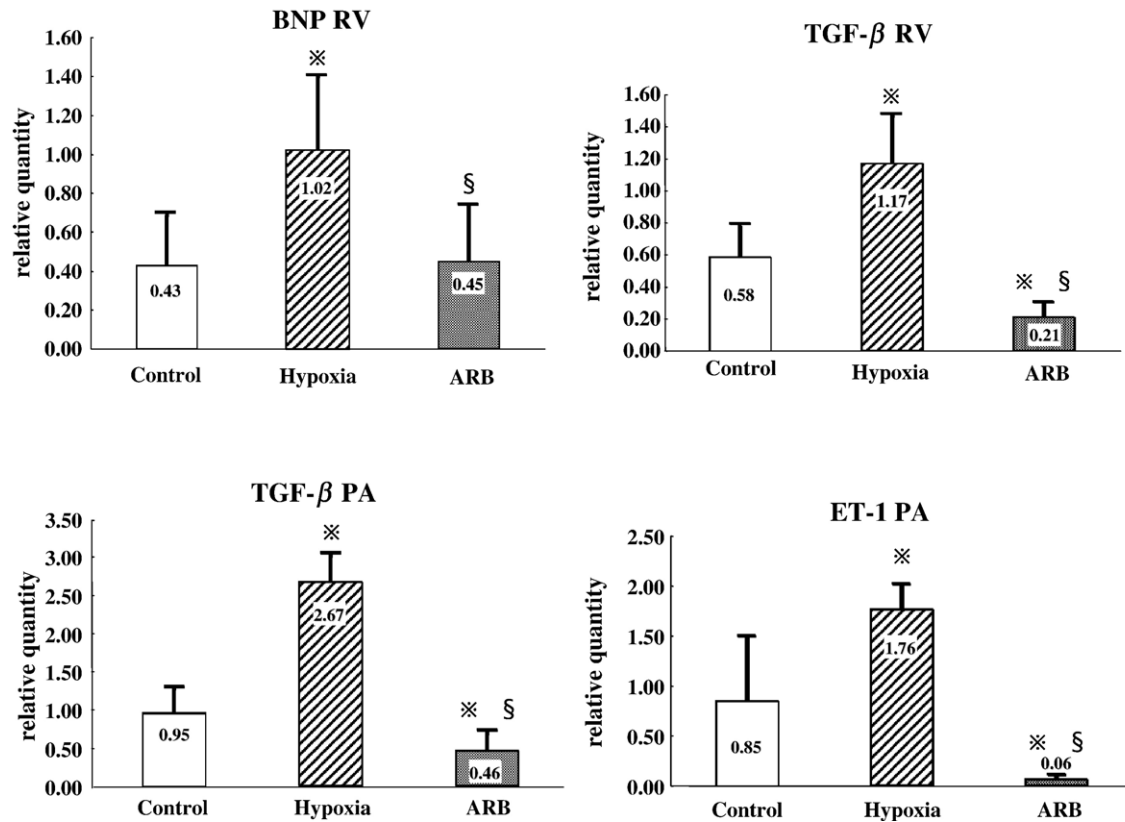 BNP RV
relative quantity
1.60
1.40
1.20
1.00
0.80
0.60
0.40
0.20
0.00
※
§
0.43
1.02
0.45
Control
Hypoxia
ARB
TGF-β RV
relative quantity
1.60
1.40
1.20
1.00
0.80
0.60
0.40
0.20
0.00
※
※ §
0.58
1.17
0.21
Control
Hypoxia
ARB
TGF-β PA
relative quantity
3.50
3.00
2.50
2.00
1.50
1.00
0.50
0.00
※
※ §
0.95
2.67
0.46
Control
Hypoxia
ARB
ET-1 PA
relative quantity
2.50
2.00
1.50
1.00
0.50
0.00
※
※ §
0.85
1.76
0.06
Control
Hypoxia
ARB